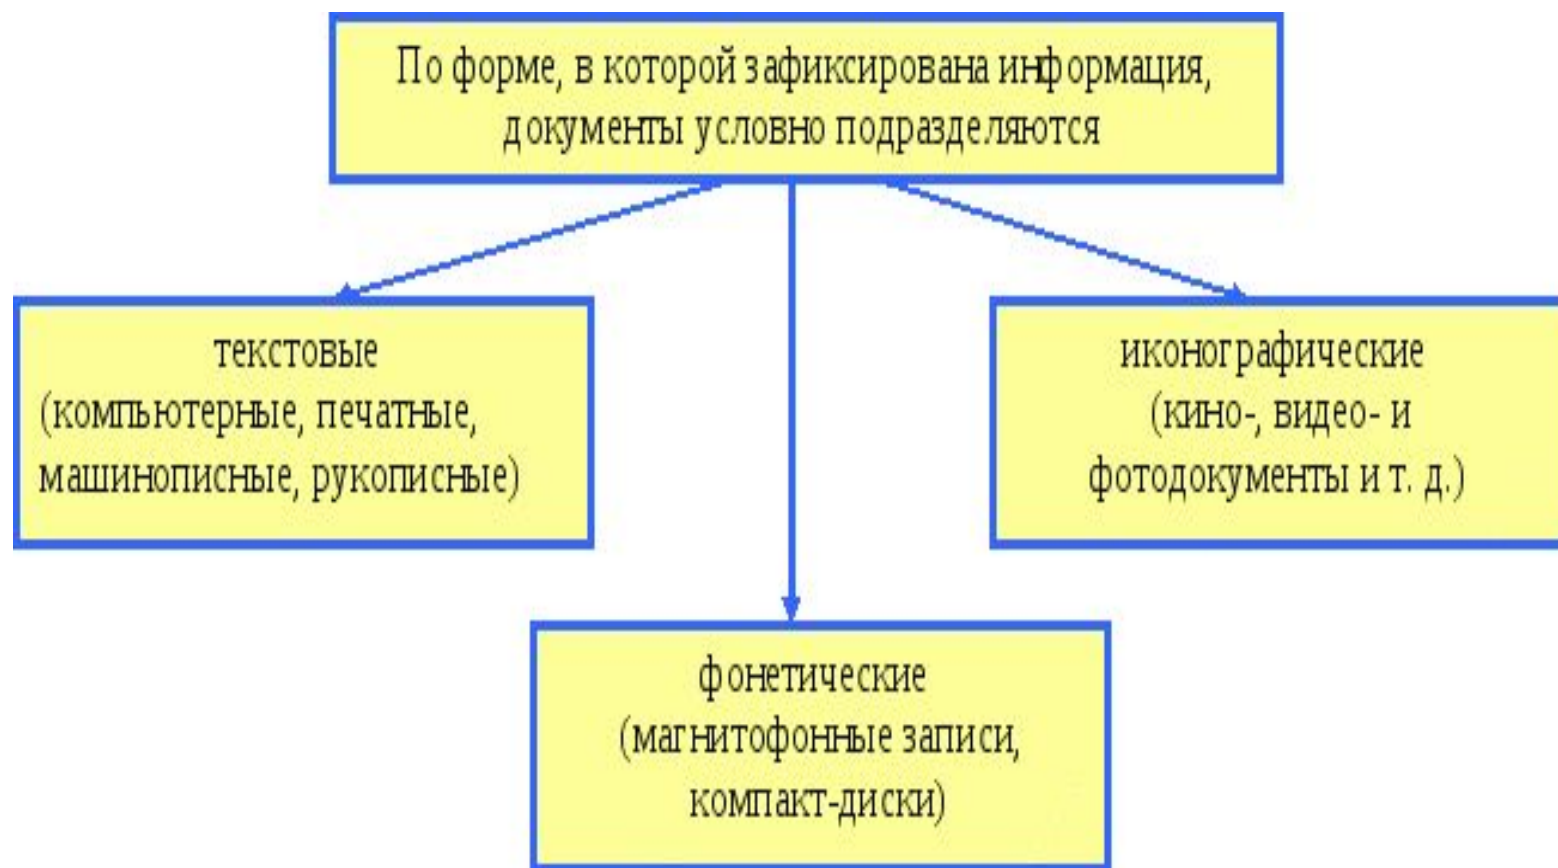 По форме, в которой зафиксирована информация,
документы условно подразделяются
текстовые
(компьютерные, печатные,
машинописные, рукописные)
иконографические
(кино-, видео- и
фотодокументы и т. д.)
фонетические
(магнитофонные записи,
компакт-диски)